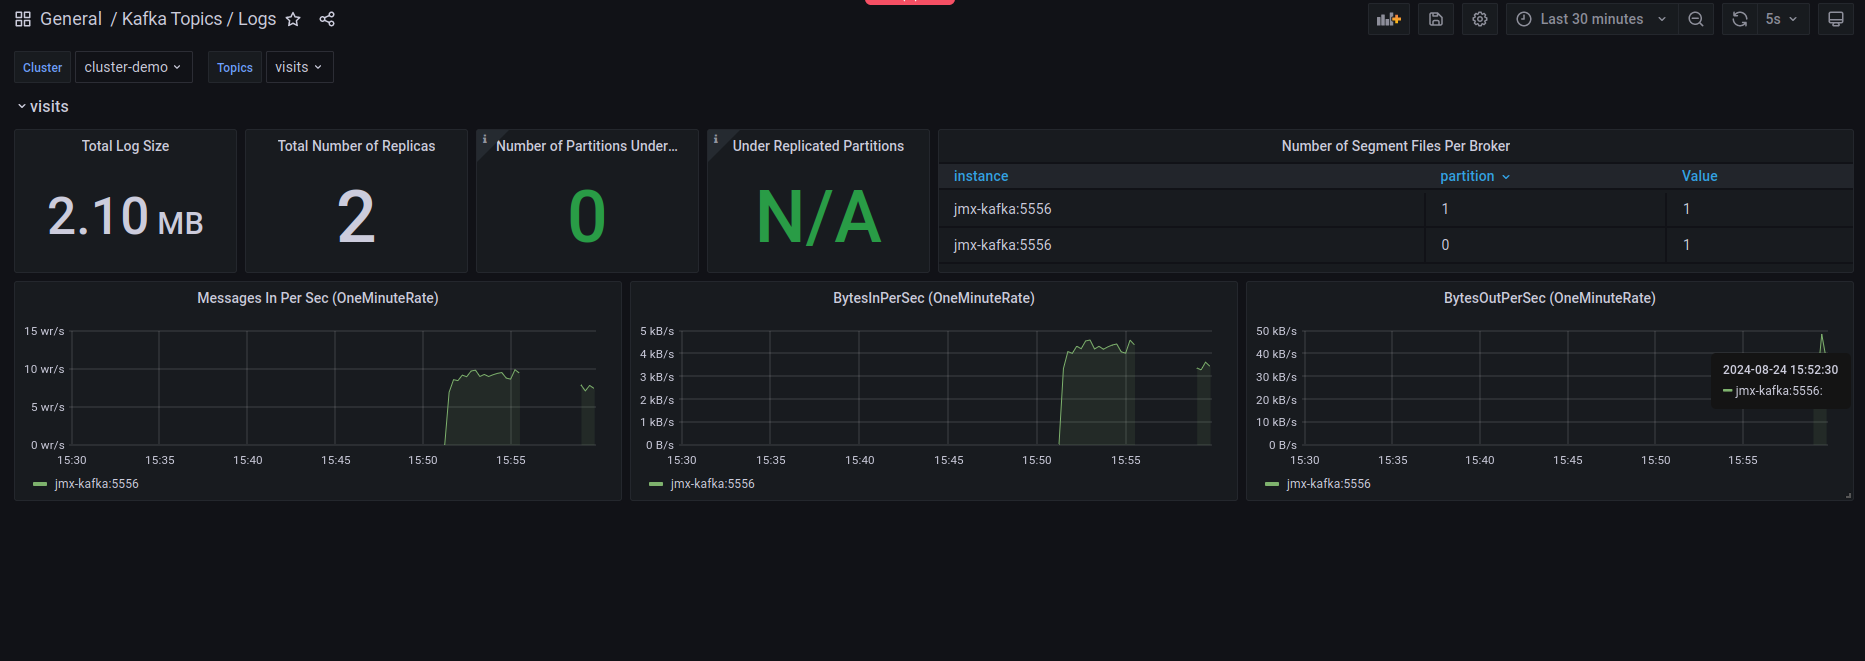 General / Kafka Topics / Logs
Last 30 minutes
5s
Cluster cluster-demo Topics visits
visits
Total Log Size
2.10 MB
Total Number of Replicas
2
Number of Partitions Under...
0
Under Replicated Partitions
N/A
Number of Segment Files Per Broker
instance partition Value
jmx-kafka:5556 1 1
jmx-kafka:5556 0 1
Messages In Per Sec (OneMinuteRate)
15 wr/s
10 wr/s
5 wr/s
0 wr/s
15:30 15:35 15:40 15:45 15:50 15:55
jmx-kafka:5556
BytesInPerSec (OneMinuteRate)
5 kB/s
4 kB/s
3 kB/s
2 kB/s
1 kB/s
0 B/s
15:30 15:35 15:40 15:45 15:50 15:55
jmx-kafka:5556
BytesOutPerSec (OneMinuteRate)
50 kB/s
40 kB/s
30 kB/s
20 kB/s
10 kB/s
0 B/s
2024-08-24 15:52:30
jmx-kafka:5556:
15:30 15:35 15:40 15:45 15:50 15:55
jmx-kafka:5556